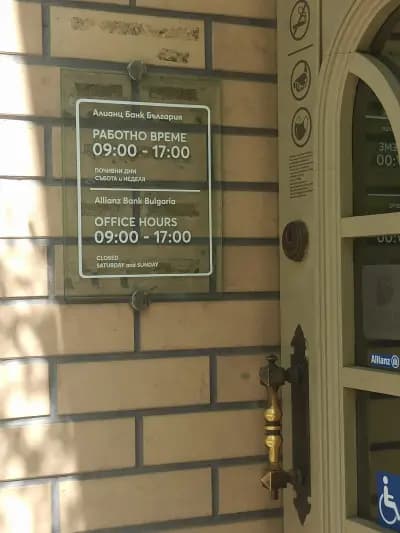 Алианц Банк България
РАБОТНО ВРЕМЕ
09:00 - 17:00
ПОЧИВНИ ДНИ
СЪБОТА и НЕДЕЛЯ
Allianz Bank Bulgaria
OFFICE HOURS
09:00 - 17:00
CLOSED
SATURDAY and SUNDAY
Allianz